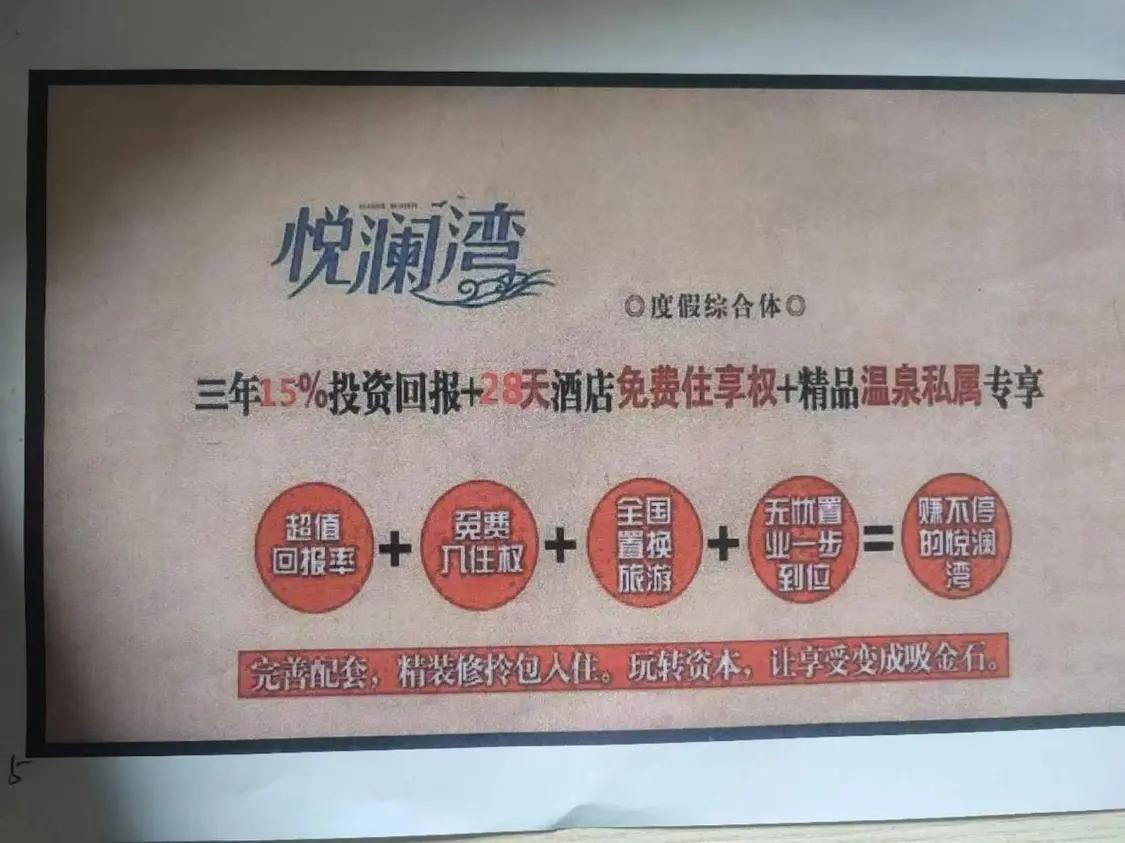 悦澜湾
◎度假综合体◎
三年15%投资回报+28天酒店免费住享权+精品温泉私属专享
超值回报率+免费入住权+全国置换旅游+无忧置业一步到位=赚不停的悦澜湾
完善配套，精装修拎包入住。玩转资本，让享受变成吸金石。
5